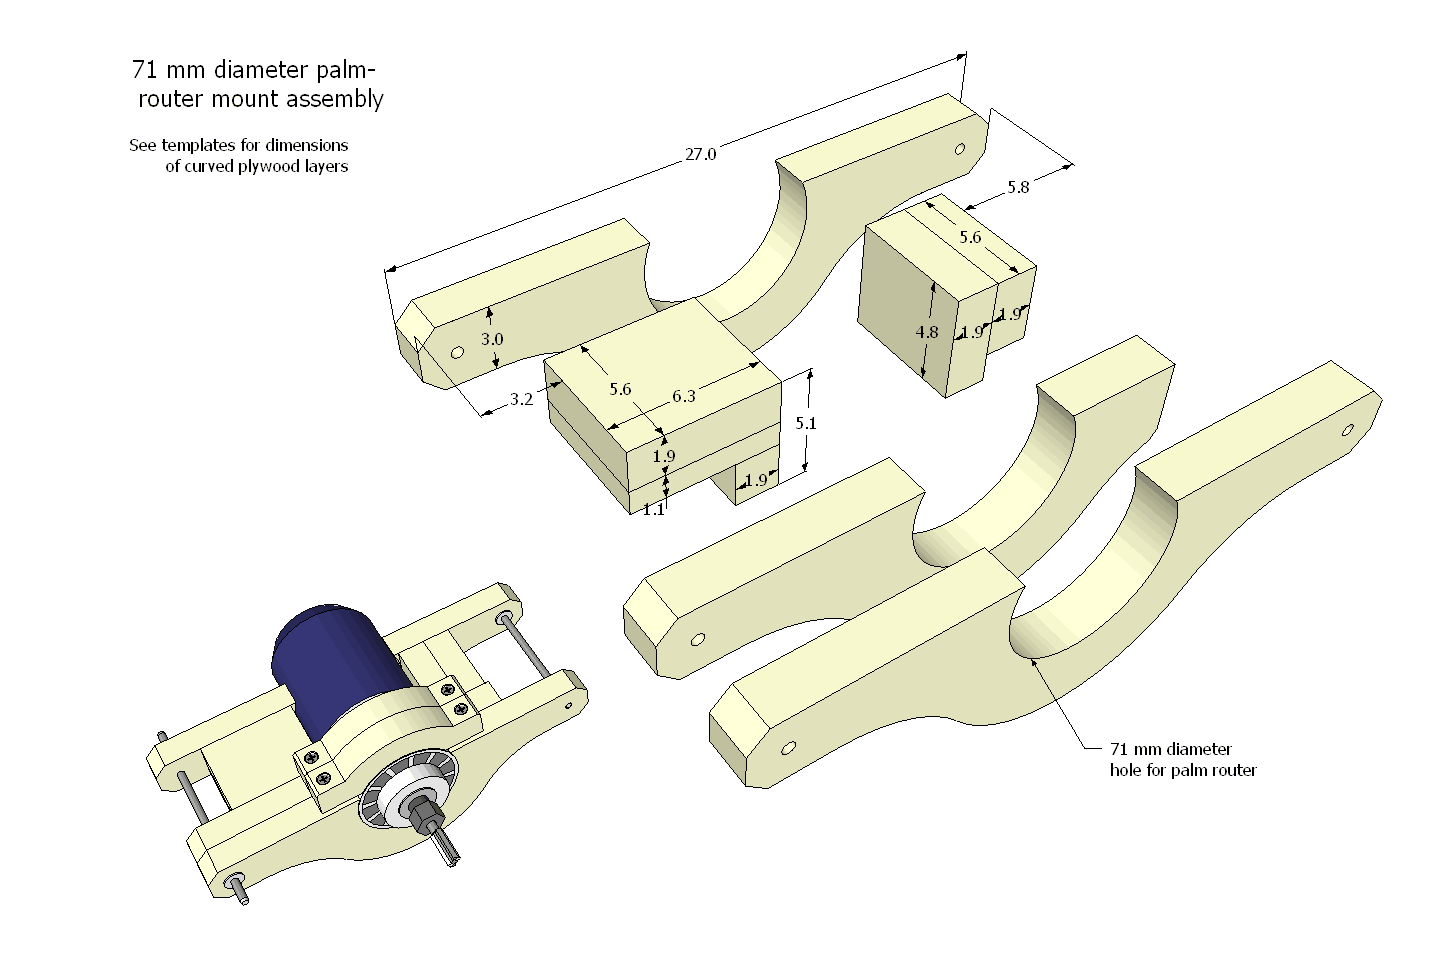 71 mm diameter palm-
router mount assembly
See templates for dimensions
of curved plywood layers
27.0
5.8
5.6
3.0
4.8
1.9
1.9
3.2
5.6
6.3
5.1
1.9
1.9
1.1
71 mm diameter
hole for palm router